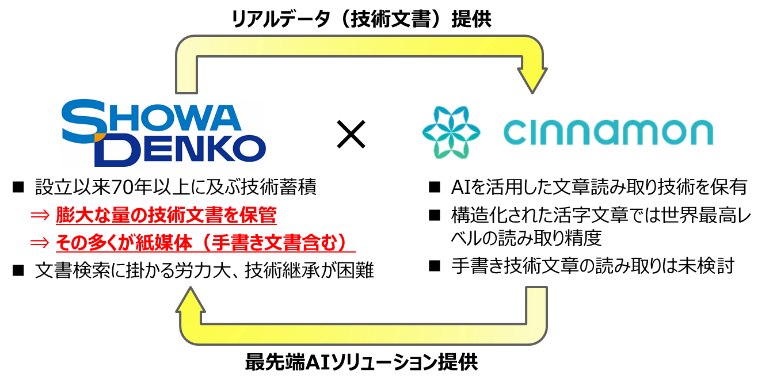 リアルデータ（技術文書）提供
SHOWA
DENKO
×
cinnamon
■ 設立以来70年以上に及ぶ技術蓄積
⇒ 膨大な量の技術文書を保管
⇒ その多くが紙媒体（手書き文書含む）
■ 文書検索に掛かる労力大、技術継承が困難
■ AIを活用した文章読み取り技術を保有
■ 構造化された活字文章では世界最高レ
ベルの読み取り精度
■ 手書き技術文章の読み取りは未検討
最先端AIソリューション提供